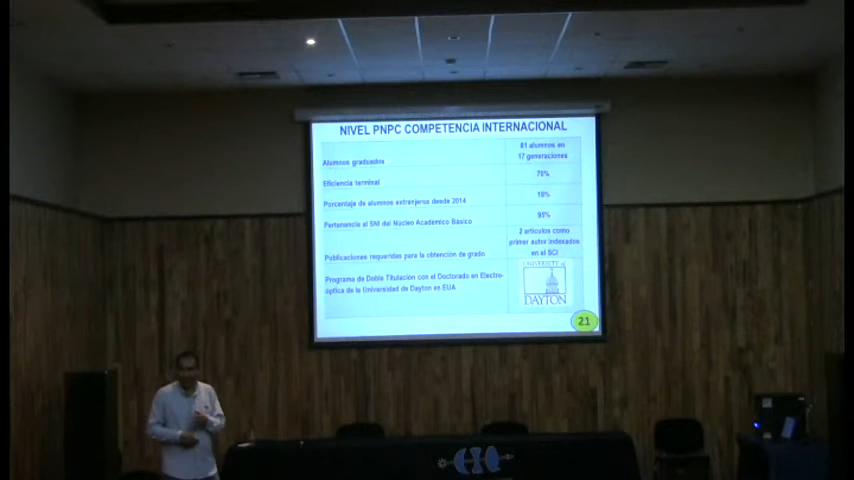 NIVEL PNPC COMPETENCIA INTERNACIONAL
Alumnos graduados
81 alumnos en
17 generaciones
Eficiencia terminal
70%
Porcentaje de alumnos extranjeros desde 2014
18%
Pertenencia al SNI del Núcleo Académico Básico
95%
Publicaciones requeridas para la obtención de grado
2 artículos como
primer autor indexados
en el SCI
Programa de Doble Titulación con el Doctorado en Electro-
óptica de la Universidad de Dayton en EUA
UNIVERSITY of
DAYTON
21